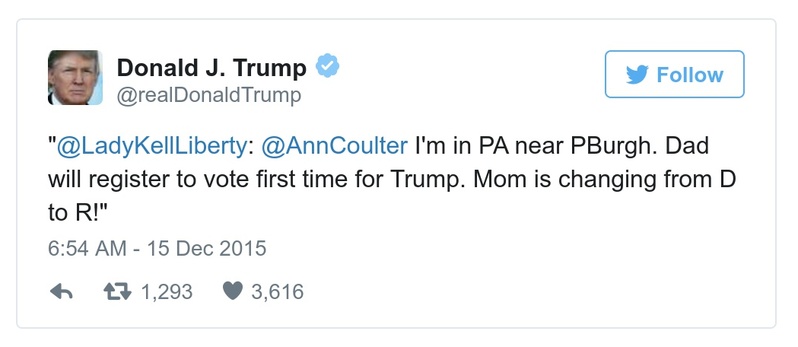 Donald J. Trump
@realDonaldTrump
Follow
"@LadyKellLiberty: @AnnCoulter I'm in PA near PBurgh. Dad
will register to vote first time for Trump. Mom is changing from D
to R!"
6:54 AM - 15 Dec 2015
1,293 3,616